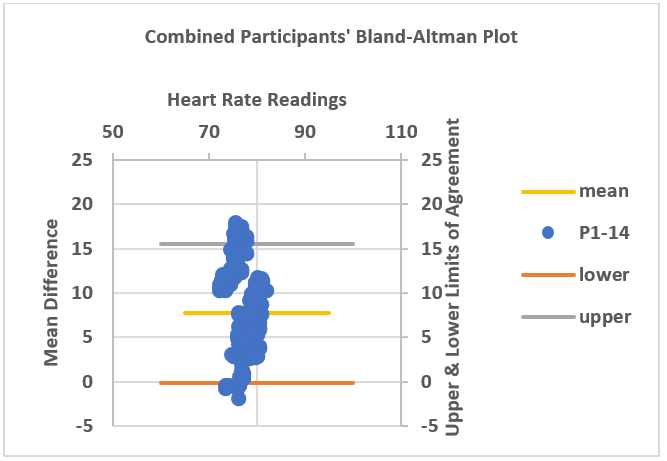 Combined Participants' Bland-Altman Plot
Heart Rate Readings
50 70 90 110
25 25
20 20
15 15
10 10
5 5
0 0
-5 -5
Mean Difference
Upper & Lower Limits of Agreement
mean
P1-14
lower
upper